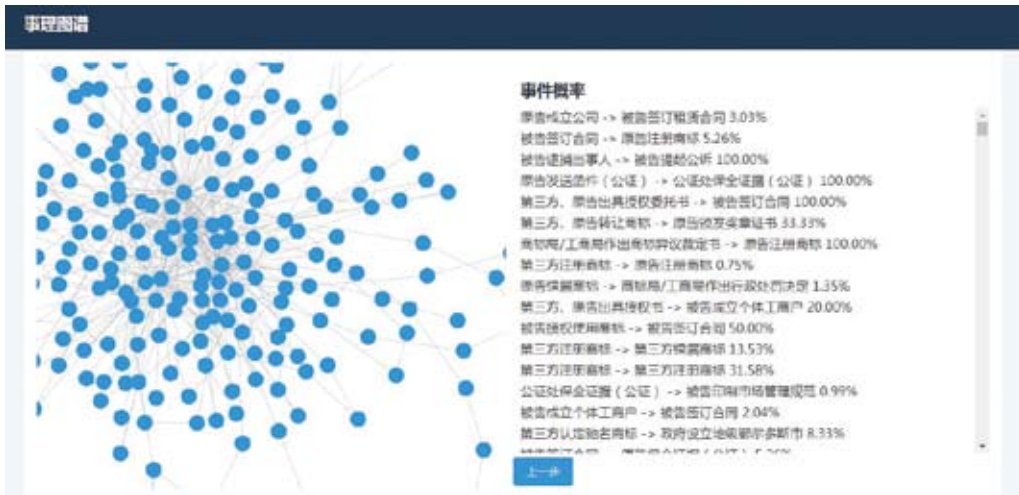 事理图谱
事件概率
原告成立公司 -> 被告签订租赁合同 3.03%
被告签订合同 -> 原告注册商标 5.26%
被告逮捕当事人 -> 被告提起公诉 100.00%
原告发送函件（公证） -> 公证处保全证据（公证） 100.00%
第三方、原告出具授权委托书 -> 被告签订合同 100.00%
第三方、原告转让商标 -> 原告颁发奖章证书 33.33%
商标局/工商局作出商标异议裁定书 -> 原告注册商标 100.00%
第三方注册商标 -> 原告注册商标 0.75%
原告续展商标 -> 商标局/工商局作出行政处罚决定 1.35%
第三方、原告出具授权书 -> 被告成立个体工商户 20.00%
被告授权使用商标 -> 被告签订合同 50.00%
第三方注册商标 -> 第三方续展商标 13.53%
第三方注册商标 -> 第三方注册商标 31.58%
公证处保全证据（公证） -> 被告印制市场管理规范 0.99%
被告成立个体工商户 -> 被告签订合同 2.04%
第三方认定驰名商标 -> 政府设立地级鄂尔多斯市 8.33%
上一步